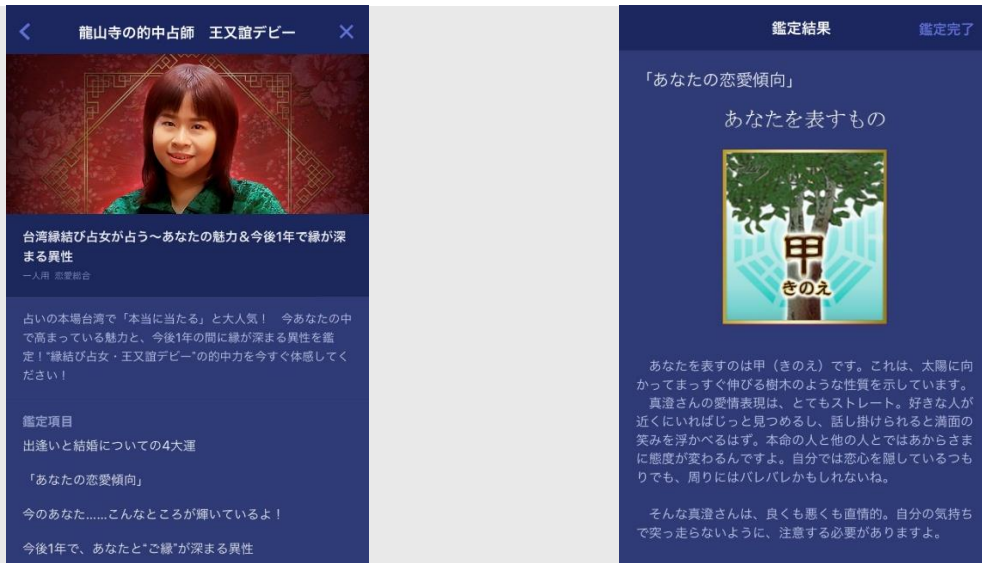 龍山寺の的中占師　王又誼デビー
台湾縁結び占女が占う～あなたの魅力&今後1年で縁が深
まる異性
一人用 恋愛総合
占いの本場台湾で「本当に当たる」と大人気！　今あなたの中
で高まっている魅力と、今後1年の間に縁が深まる異性を鑑
定！“縁結び占女・王又誼デビー”の的中力を今すぐ体感してく
ださい！
鑑定項目
出逢いと結婚についての4大運
「あなたの恋愛傾向」
今のあなた……こんなところが輝いているよ！
今後1年で、あなたと“ご縁”が深まる異性
鑑定結果
鑑定完了
「あなたの恋愛傾向」
あなたを表すもの
甲
きのえ
あなたを表すのは甲（きのえ）です。これは、太陽に向
かってまっすぐ伸びる樹木のような性質を示しています。
真澄さんの愛情表現は、とてもストレート。好きな人が
近くにいればじっと見つめるし、話し掛けられると満面の
笑みを浮かべるはず。本命の人と他の人とではあからさま
に態度が変わるんですよ。自分では恋心を隠しているつも
りでも、周りにはバレバレかもしれないね。
そんな真澄さんは、良くも悪くも直情的。自分の気持ち
で突っ走らないように、注意する必要がありますよ。